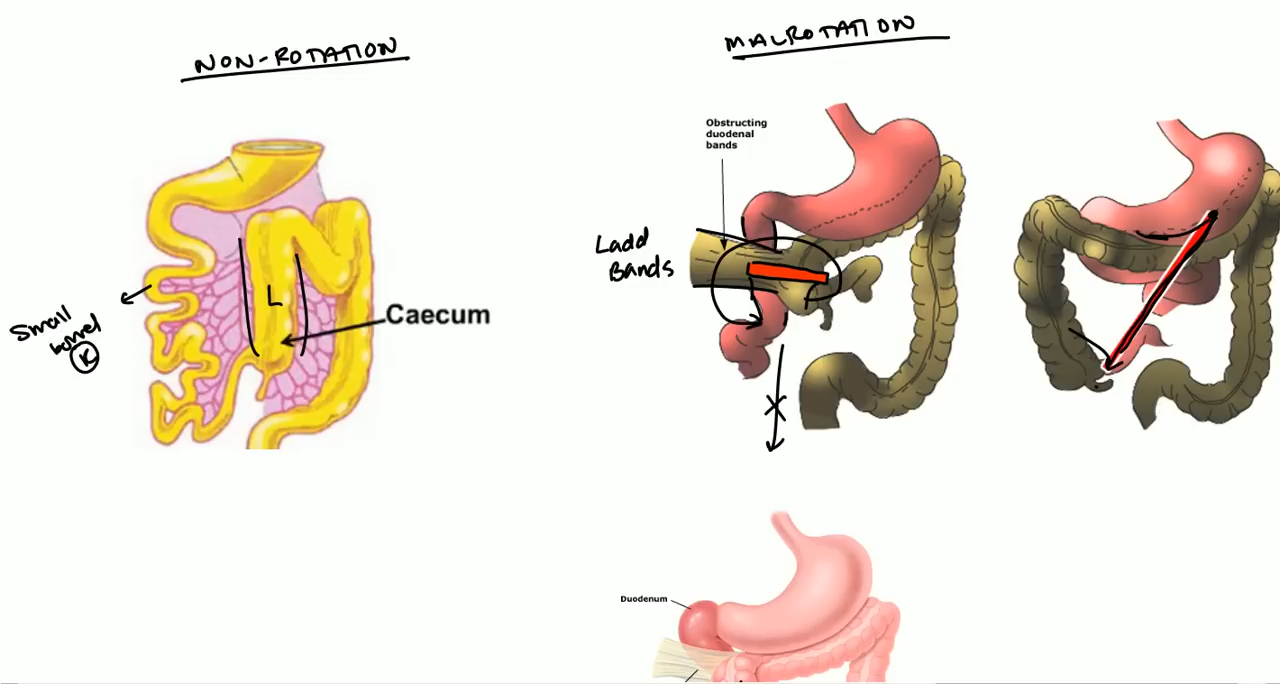 NON-ROTATION
MALROTATION
Obstructing
duodenal
bands
Ladd
Bands
L
Caecum
Small
bowel
R
Duodenum